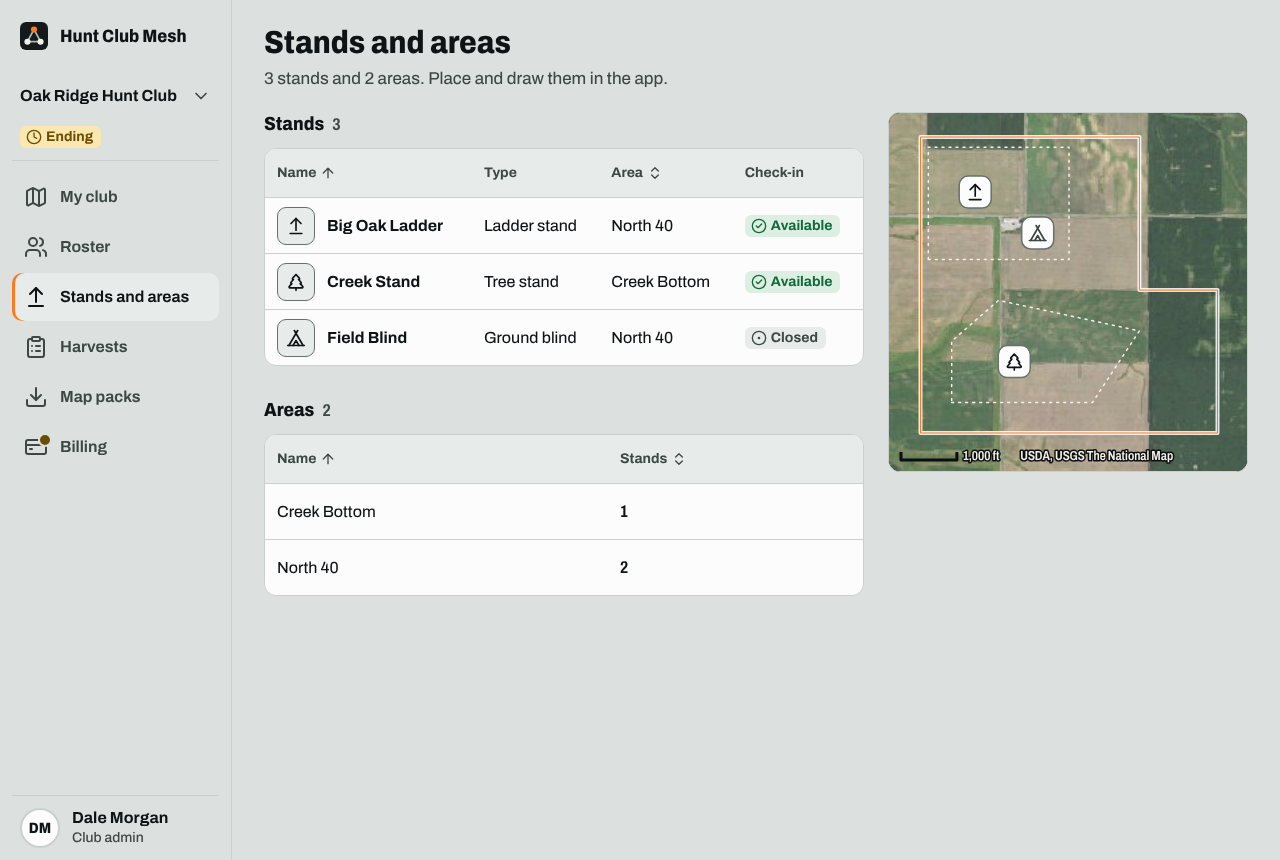 Hunt Club Mesh
Oak Ridge Hunt Club
Ending
My club
Roster
Stands and areas
Harvests
Map packs
Billing
DM
Dale Morgan
Club admin
Stands and areas
3 stands and 2 areas. Place and draw them in the app.
Stands 3
Name Type Area Check-in
Big Oak Ladder Ladder stand North 40 Available
Creek Stand Tree stand Creek Bottom Available
Field Blind Ground blind North 40 Closed
Areas 2
Name Stands
Creek Bottom 1
North 40 2
1,000 ft USDA, USGS The National Map